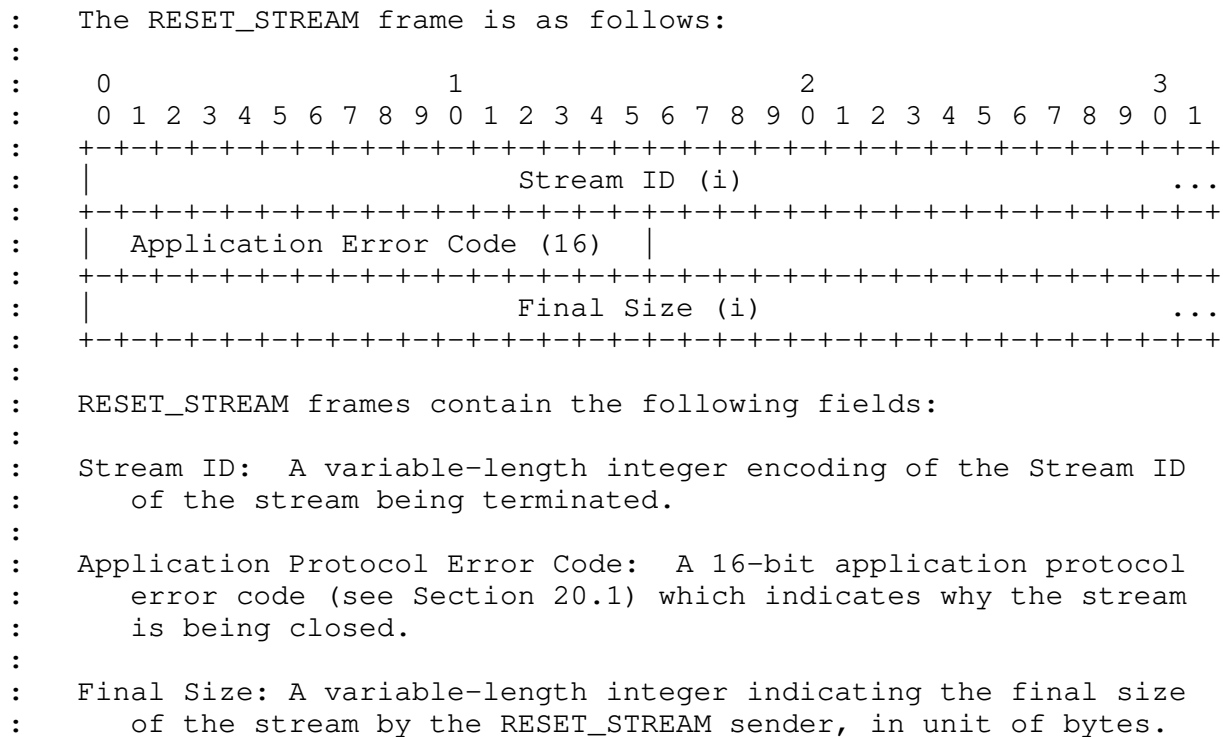 :    The RESET_STREAM frame is as follows:
:
:     0                   1                   2                   3
:     0 1 2 3 4 5 6 7 8 9 0 1 2 3 4 5 6 7 8 9 0 1 2 3 4 5 6 7 8 9 0 1
:    +-+-+-+-+-+-+-+-+-+-+-+-+-+-+-+-+-+-+-+-+-+-+-+-+-+-+-+-+-+-+-+-+
:    |                        Stream ID (i)                        ...
:    +-+-+-+-+-+-+-+-+-+-+-+-+-+-+-+-+-+-+-+-+-+-+-+-+-+-+-+-+-+-+-+-+
:    |  Application Error Code (16)  |
:    +-+-+-+-+-+-+-+-+-+-+-+-+-+-+-+-+-+-+-+-+-+-+-+-+-+-+-+-+-+-+-+-+
:    |                        Final Size (i)                       ...
:    +-+-+-+-+-+-+-+-+-+-+-+-+-+-+-+-+-+-+-+-+-+-+-+-+-+-+-+-+-+-+-+-+
:
:    RESET_STREAM frames contain the following fields:
:
:    Stream ID:  A variable-length integer encoding of the Stream ID
:       of the stream being terminated.
:
:    Application Protocol Error Code:  A 16-bit application protocol
:       error code (see Section 20.1) which indicates why the stream
:       is being closed.
:
:    Final Size: A variable-length integer indicating the final size
:       of the stream by the RESET_STREAM sender, in unit of bytes.